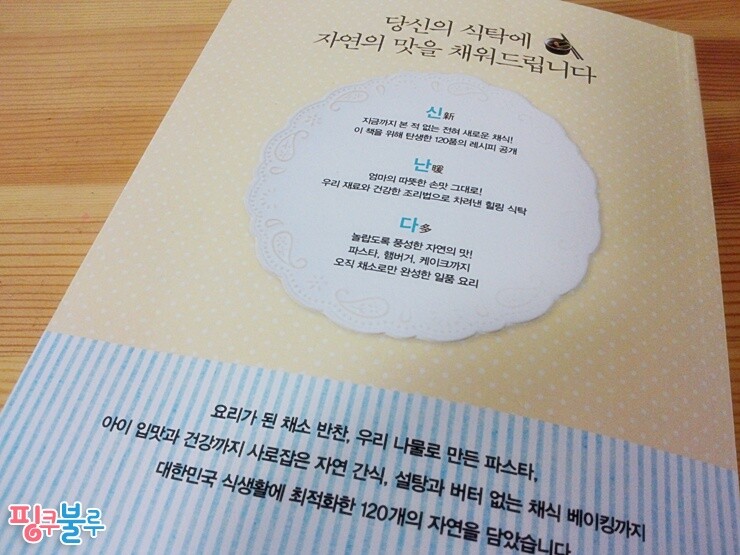 당신의 식탁에
자연의 맛을 채워드립니다
신新
지금까지 본 적 없는 전혀 새로운 채식!
이 책을 위해 탄생한 120품의 레시피 공개
난暖
엄마의 따뜻한 손맛 그대로!
우리 재료와 건강한 조리법으로 차려낸 힐링 식탁
다多
놀랍도록 풍성한 자연의 맛!
파스타, 햄버거, 케이크까지
오직 채소로만 완성한 일품 요리
요리가 된 채소 반찬, 우리 나물로 만든 파스타,
아이 입맛과 건강까지 사로잡은 자연 간식, 설탕과 버터 없는 채식 베이킹까지
대한민국 식생활에 최적화한 120개의 자연을 담았습니다
핑쿠블루